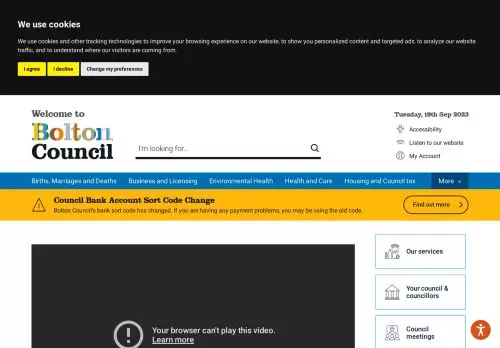 We use cookies
We use cookies and other tracking technologies to improve your browsing experience on our website, to show you personalized content and targeted ads, to analyze our website
traffic, and to understand where our visitors are coming from.
I agree
I decline
Change my preferences
Welcome to
Bolton
Council
I'm looking for...
Tuesday, 19th Sep 2023
Accessibility
Listen to our website
My Account
Births, Marriages and Deaths
Business and Licensing
Environmental Health
Health and Care
Housing and Council tax
More
Council Bank Account Sort Code Change
Bolton Council's bank sort code has changed. If you are having any payment problems, you may be using the old code.
Find out more
Your browser can't play this video.
Learn more
Our services
Your council &
councillors
Council
meetings